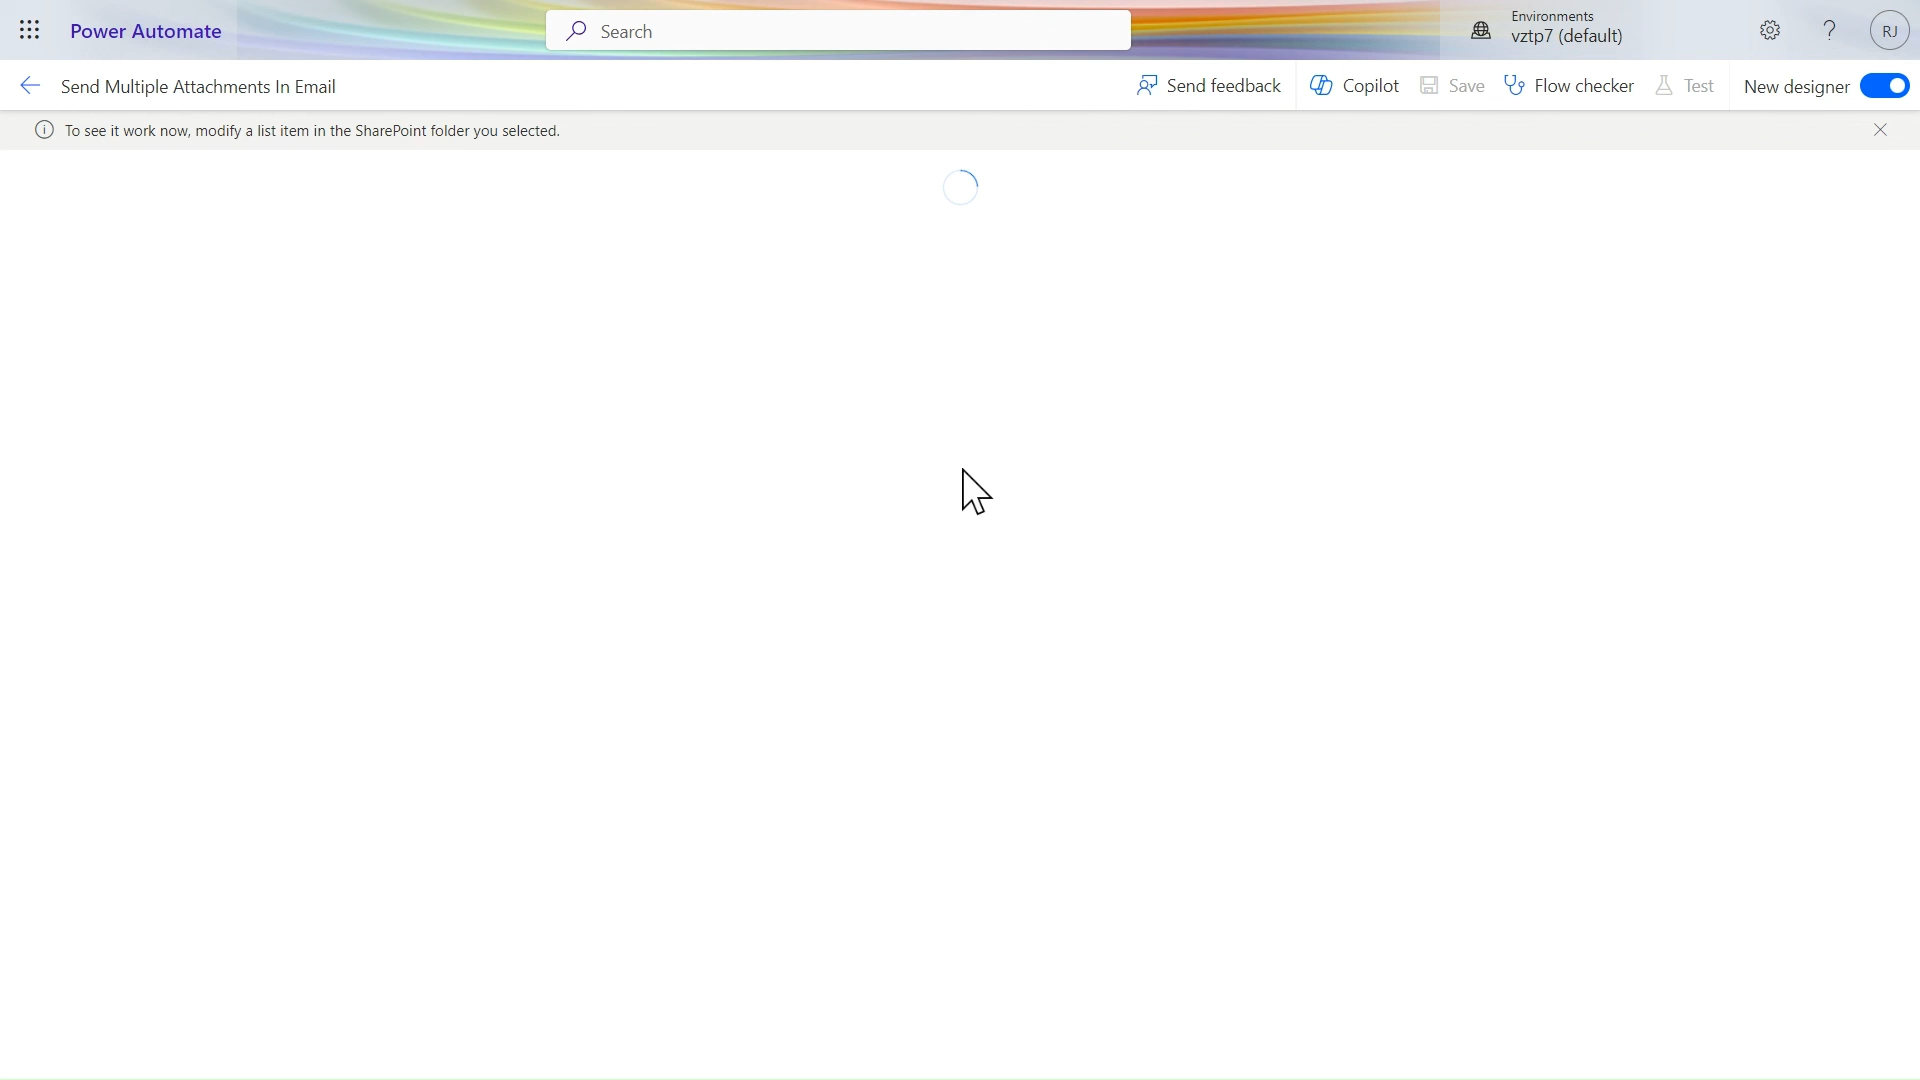 Power Automate
Search
Environments
vztp7 (default)
?
RJ
Send Multiple Attachments In Email
Send feedback
Copilot
Save
Flow checker
Test
New designer
To see it work now, modify a list item in the SharePoint folder you selected.